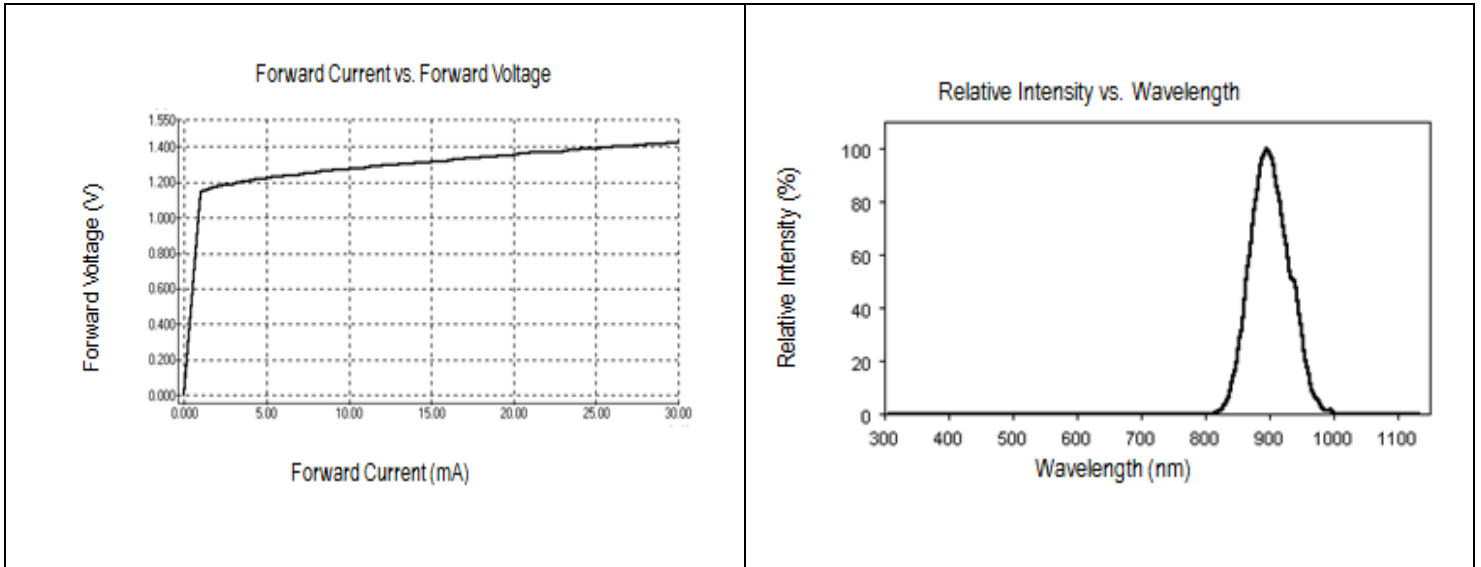 Forward Current vs. Forward Voltage
1.550
1.400
1.200
1.000
0.800
0.600
0.400
0.200
0.000
0.00 5.00 10.00 15.00 20.00 25.00 30.00
Forward Voltage (V)
Forward Current (mA)
Relative Intensity vs. Wavelength
100
80
60
40
20
0
300 400 500 600 700 800 900 1000 1100
Relative Intensity (%)
Wavelength (nm)